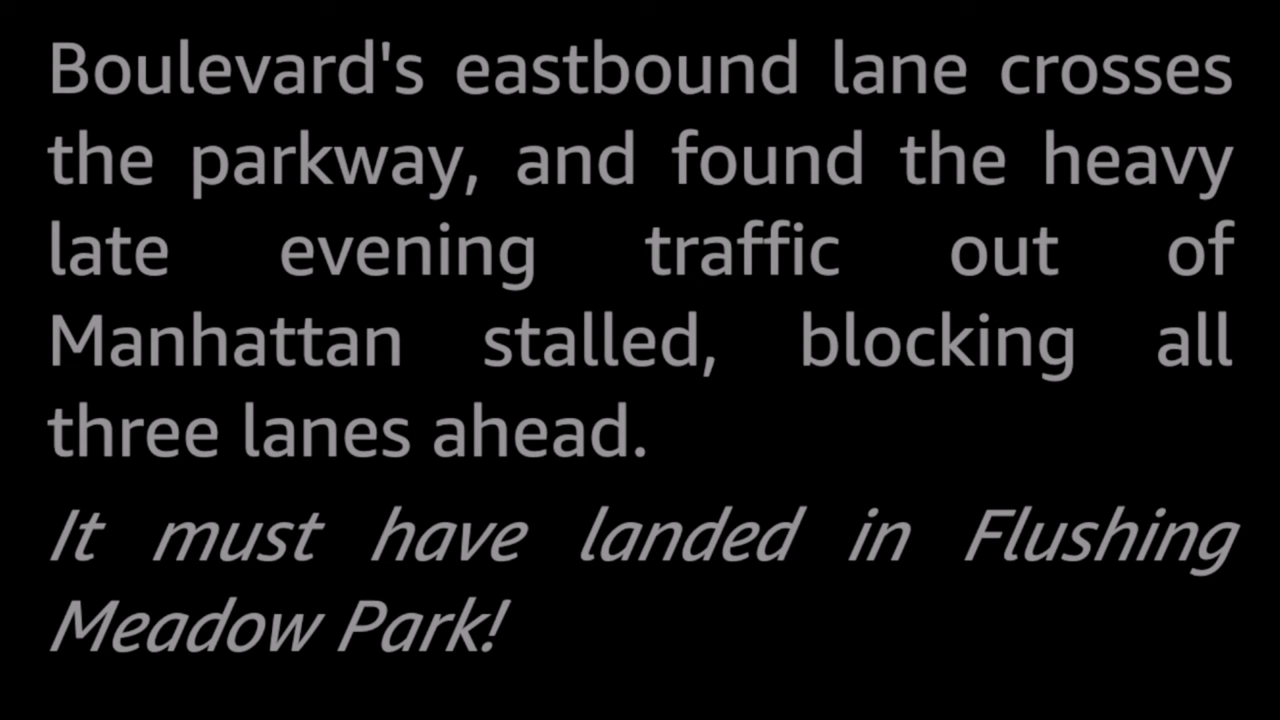 Boulevard's eastbound lane crosses
the parkway, and found the heavy
late evening traffic out of
Manhattan stalled, blocking all
three lanes ahead.
It must have landed in Flushing
Meadow Park!